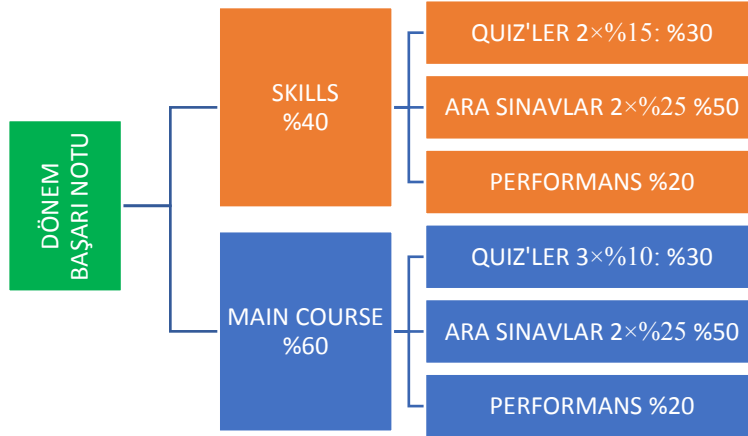 DÖNEM
BAŞARI NOTU
SKILLS
%40
QUIZ'LER 2×%15: %30
ARA SINAVLAR 2×%25 %50
PERFORMANS %20
MAIN COURSE
%60
QUIZ'LER 3×%10: %30
ARA SINAVLAR 2×%25 %50
PERFORMANS %20